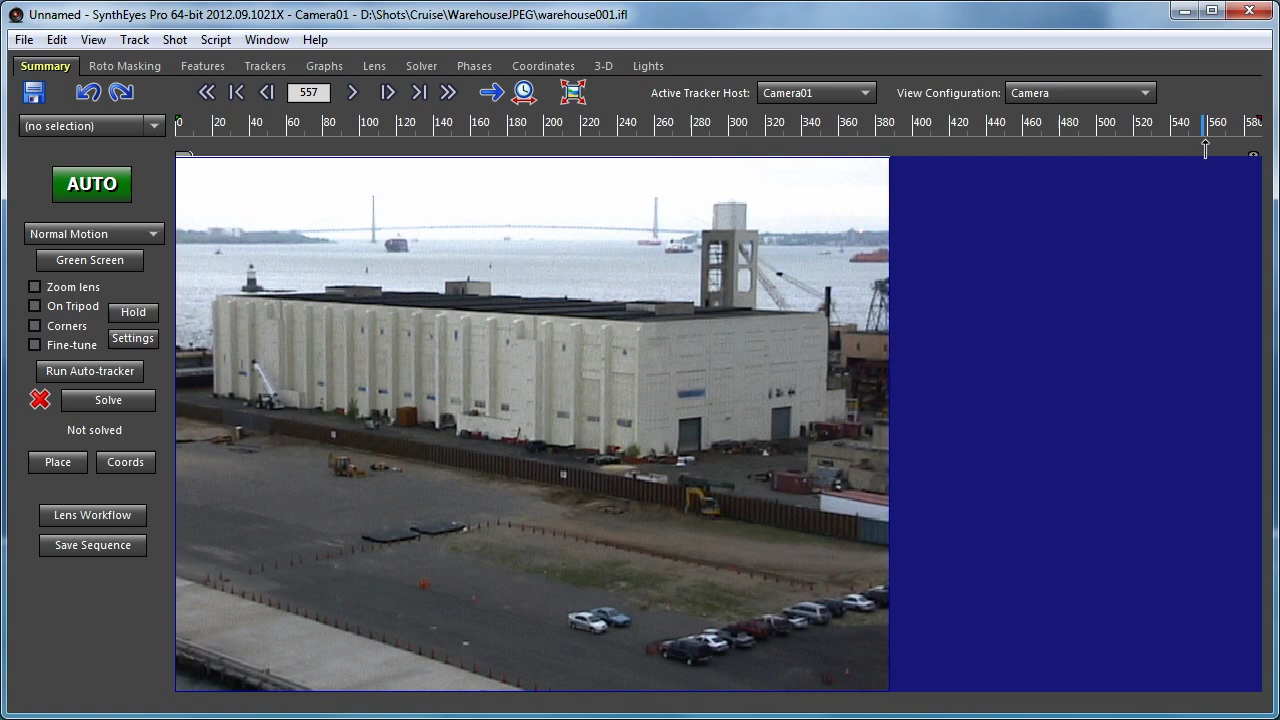 Unnamed - SynthEyes Pro 64-bit 2012.09.1021X - Camera01 - D:\Shots\Cruise\WarehouseJPEG\warehouse001.ifl
File Edit View Track Shot Script Window Help
Summary Roto Masking Features Trackers Graphs Lens Solver Phases Coordinates 3-D Lights
557 Active Tracker Host: Camera01 View Configuration: Camera
(no selection) 0 20 40 60 80 100 120 140 160 180 200 220 240 260 280 300 320 340 360 380 400 420 440 460 480 500 520 540 560 58
AUTO
Normal Motion
Green Screen
Zoom lens
On Tripod Hold
Corners
Settings
Fine-tune
Run Auto-tracker
Solve
Not solved
Place Coords
Lens Workflow
Save Sequence